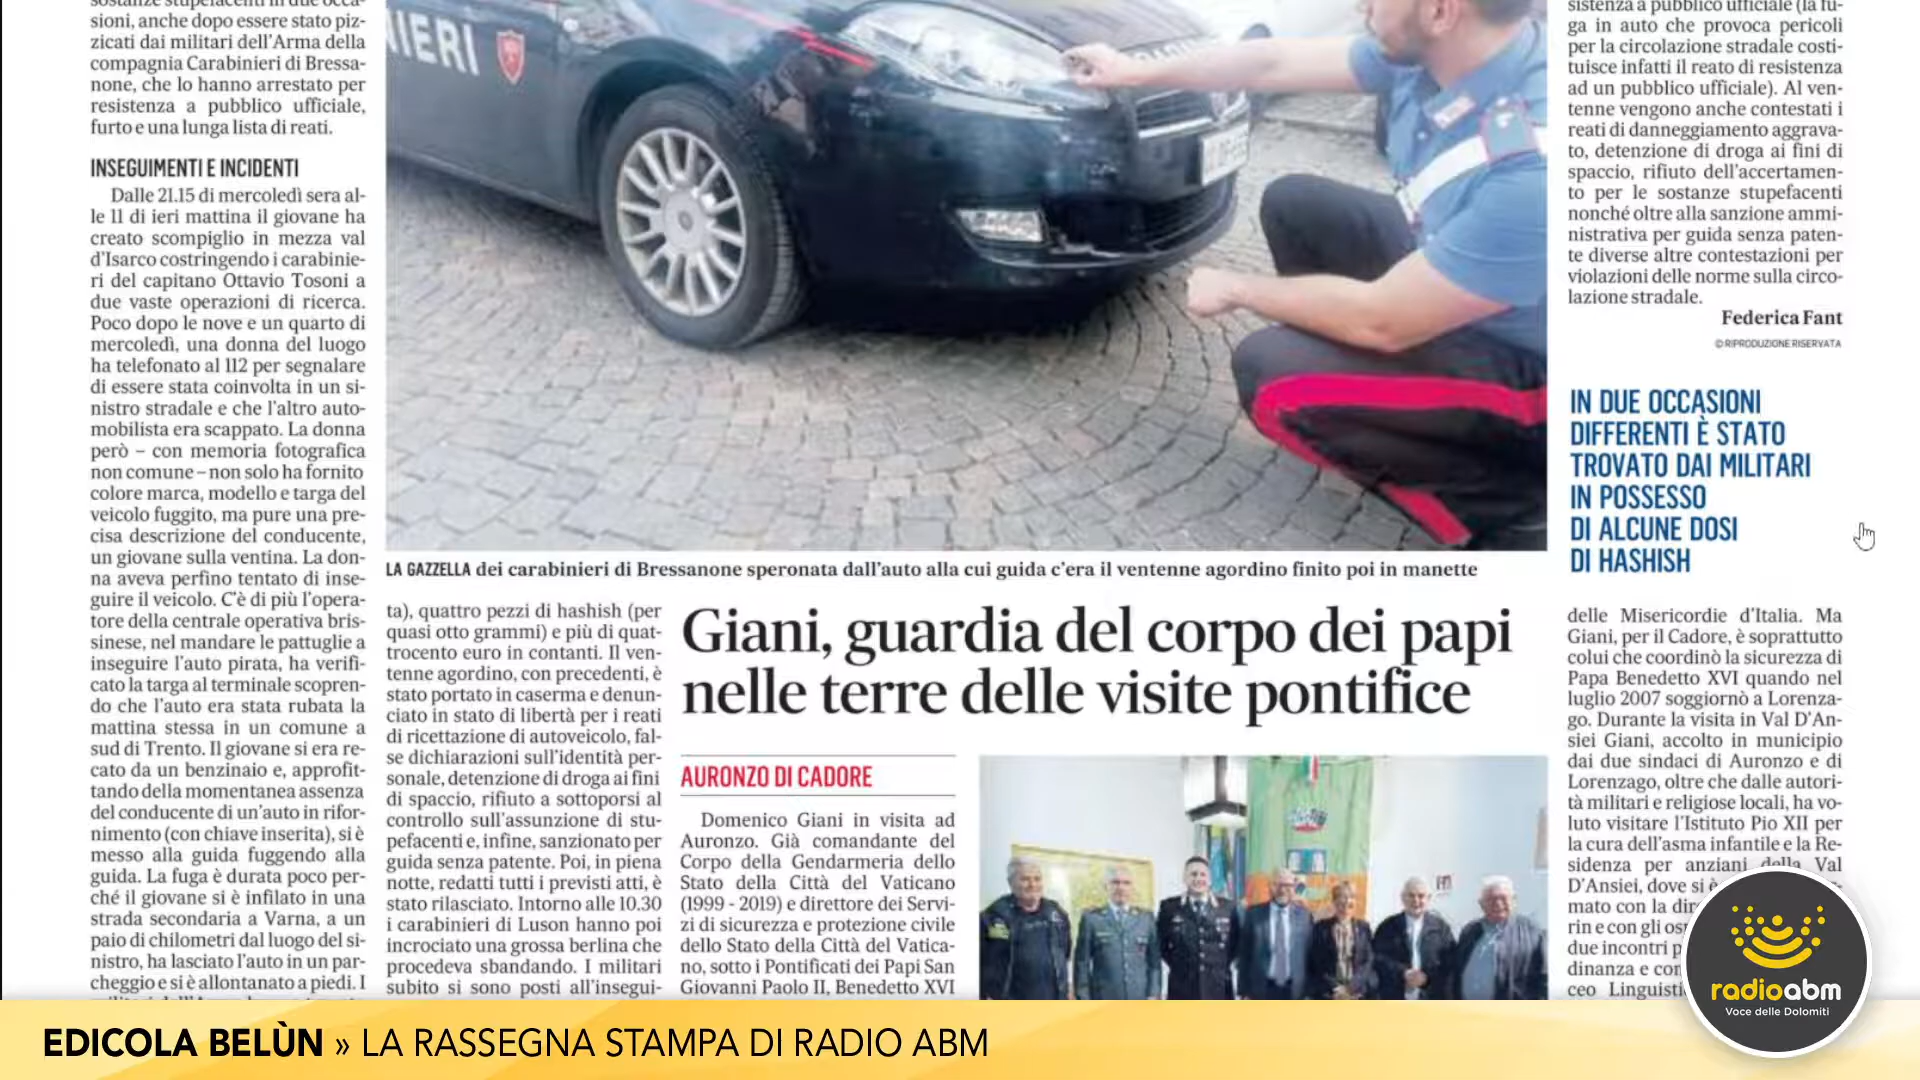 sostanze stupefacenti in due occa-
sioni, anche dopo essere stato piz-
zicati dai militari dell'Arma della
compagnia Carabinieri di Bressa-
none, che lo hanno arrestato per
resistenza a pubblico ufficiale,
furto e una lunga lista di reati.
INSEGUIMENTI E INCIDENTI
Dalle 21.15 di mercoledì sera al-
le 11 di ieri mattina il giovane ha
creato scompiglio in mezza val
d'Isarco costringendo i carabinie-
ri del capitano Ottavio Tosoni a
due vaste operazioni di ricerca.
Poco dopo le nove e un quarto di
mercoledì, una donna del luogo
ha telefonato al 112 per segnalare
di essere stata coinvolta in un si-
nistro stradale e che l'altro auto-
mobilista era scappato. La donna
però – con memoria fotografica
non comune – non solo ha fornito
colore marca, modello e targa del
veicolo fuggito, ma pure una pre-
cisa descrizione del conducente,
un giovane sulla ventina. La don-
na aveva perfino tentato di inse-
guire il veicolo. C'è di più l'opera-
tore della centrale operativa bris-
sinese, nel mandare le pattuglie a
inseguire l'auto pirata, ha verifi-
cato la targa al terminale scopren-
do che l'auto era stata rubata la
mattina stessa in un comune a
sud di Trento. Il giovane si era re-
cato da un benzinaio e, approfit-
tando della momentanea assenza
del conducente di un'auto in rifor-
nimento (con chiave inserita), si è
messo alla guida fuggendo alla
guida. La fuga è durata poco per-
ché il giovane si è infilato in una
strada secondaria a Varna, a un
paio di chilometri dal luogo del si-
nistro, ha lasciato l'auto in un par-
cheggio e si è allontanato a piedi. I
NIERI
LA GAZZELLA dei carabinieri di Bressanone speronata dall'auto alla cui guida c'era il ventenne agordino finito poi in manette
ta), quattro pezzi di hashish (per
quasi otto grammi) e più di quat-
trocento euro in contanti. Il ven-
tenne agordino, con precedenti, è
stato portato in caserma e denun-
ciato in stato di libertà per i reati
di ricettazione di autoveicolo, fal-
se dichiarazioni sull'identità per-
sonale, detenzione di droga ai fini
di spaccio, rifiuto a sottoporsi al
controllo sull'assunzione di stu-
pefacenti e, infine, sanzionato per
guida senza patente. Poi, in piena
notte, redatti tutti i previsti atti, è
stato rilasciato. Intorno alle 10.30
i carabinieri di Luson hanno poi
incrociato una grossa berlina che
procedeva sbandando. I militari
subito si sono posti all'insegui-
sistenza a pubblico ufficiale (la fu-
ga in auto che provoca pericoli
per la circolazione stradale costi-
tuisce infatti il reato di resistenza
ad un pubblico ufficiale). Al ven-
tenne vengono anche contestati i
reati di danneggiamento aggrava-
to, detenzione di droga ai fini di
spaccio, rifiuto dell'accertamen-
to per le sostanze stupefacenti
nonché oltre alla sanzione ammi-
nistrativa per guida senza paten-
te diverse altre contestazioni per
violazioni delle norme sulla circo-
lazione stradale.
Federica Fant
© RIPRODUZIONE RISERVATA
IN DUE OCCASIONI
DIFFERENTI È STATO
TROVATO DAI MILITARI
IN POSSESSO
DI ALCUNE DOSI
DI HASHISH
Giani, guardia del corpo dei papi
nelle terre delle visite pontifice
AURONZO DI CADORE
Domenico Giani in visita ad
Auronzo. Già comandante del
Corpo della Gendarmeria dello
Stato della Città del Vaticano
(1999 - 2019) e direttore dei Servi-
zi di sicurezza e protezione civile
dello Stato della Città del Vatica-
no, sotto i Pontificati dei Papi San
Giovanni Paolo II, Benedetto XVI
delle Misericordie d'Italia. Ma
Giani, per il Cadore, è soprattutto
colui che coordinò la sicurezza di
Papa Benedetto XVI quando nel
luglio 2007 soggiornò a Lorenza-
go. Durante la visita in Val D'An-
siei Giani, accolto in municipio
dai due sindaci di Auronzo e di
Lorenzago, oltre che dalle autori-
tà militari e religiose locali, ha vo-
luto visitare l'Istituto Pio XII per
la cura dell'asma infantile e la Re-
sidenza per anziani della Val
D'Ansiei, dove si è
mato con la
rin e con gli
due incontri
dinanza e
ceo
radioabm
Voce delle Dolomiti
EDICOLA BELÙN » LA RASSEGNA STAMPA DI RADIO ABM